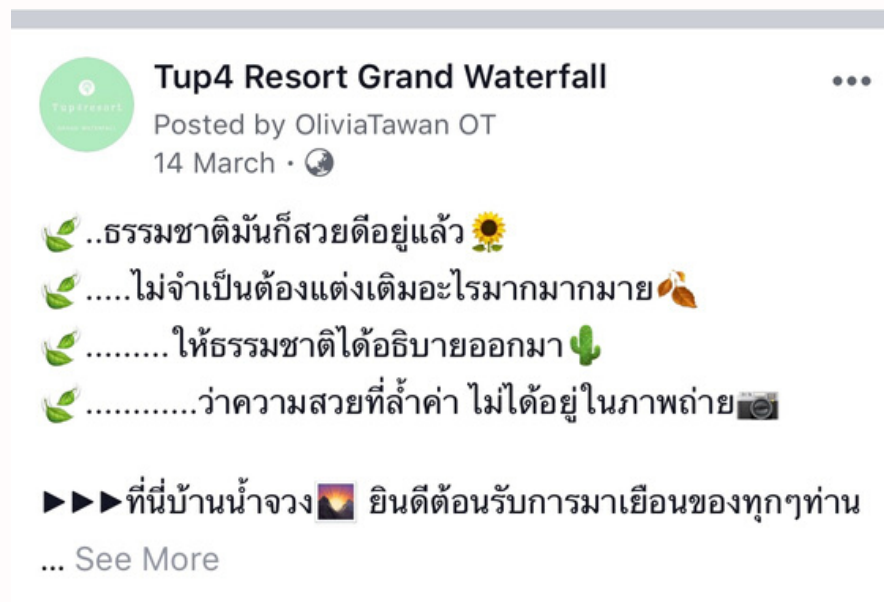 Tup4resort
Tup4 Resort Grand Waterfall
Posted by OliviaTawan OT
14 March ·
🍃..ธรรมชาติมันก็สวยดีอยู่แล้ว🌻
🍃.....ไม่จำเป็นต้องแต่งเติมอะไรมากมากมาย🍂
🍃.........ให้ธรรมชาติได้อธิบายออกมา🌵
🍃............ว่าความสวยที่ล้ำค่า ไม่ได้อยู่ในภาพถ่าย📷
▶▶▶ที่นี่บ้านน้ำจวง🌄 ยินดีต้อนรับการมาเยือนของทุกๆท่าน
... See More